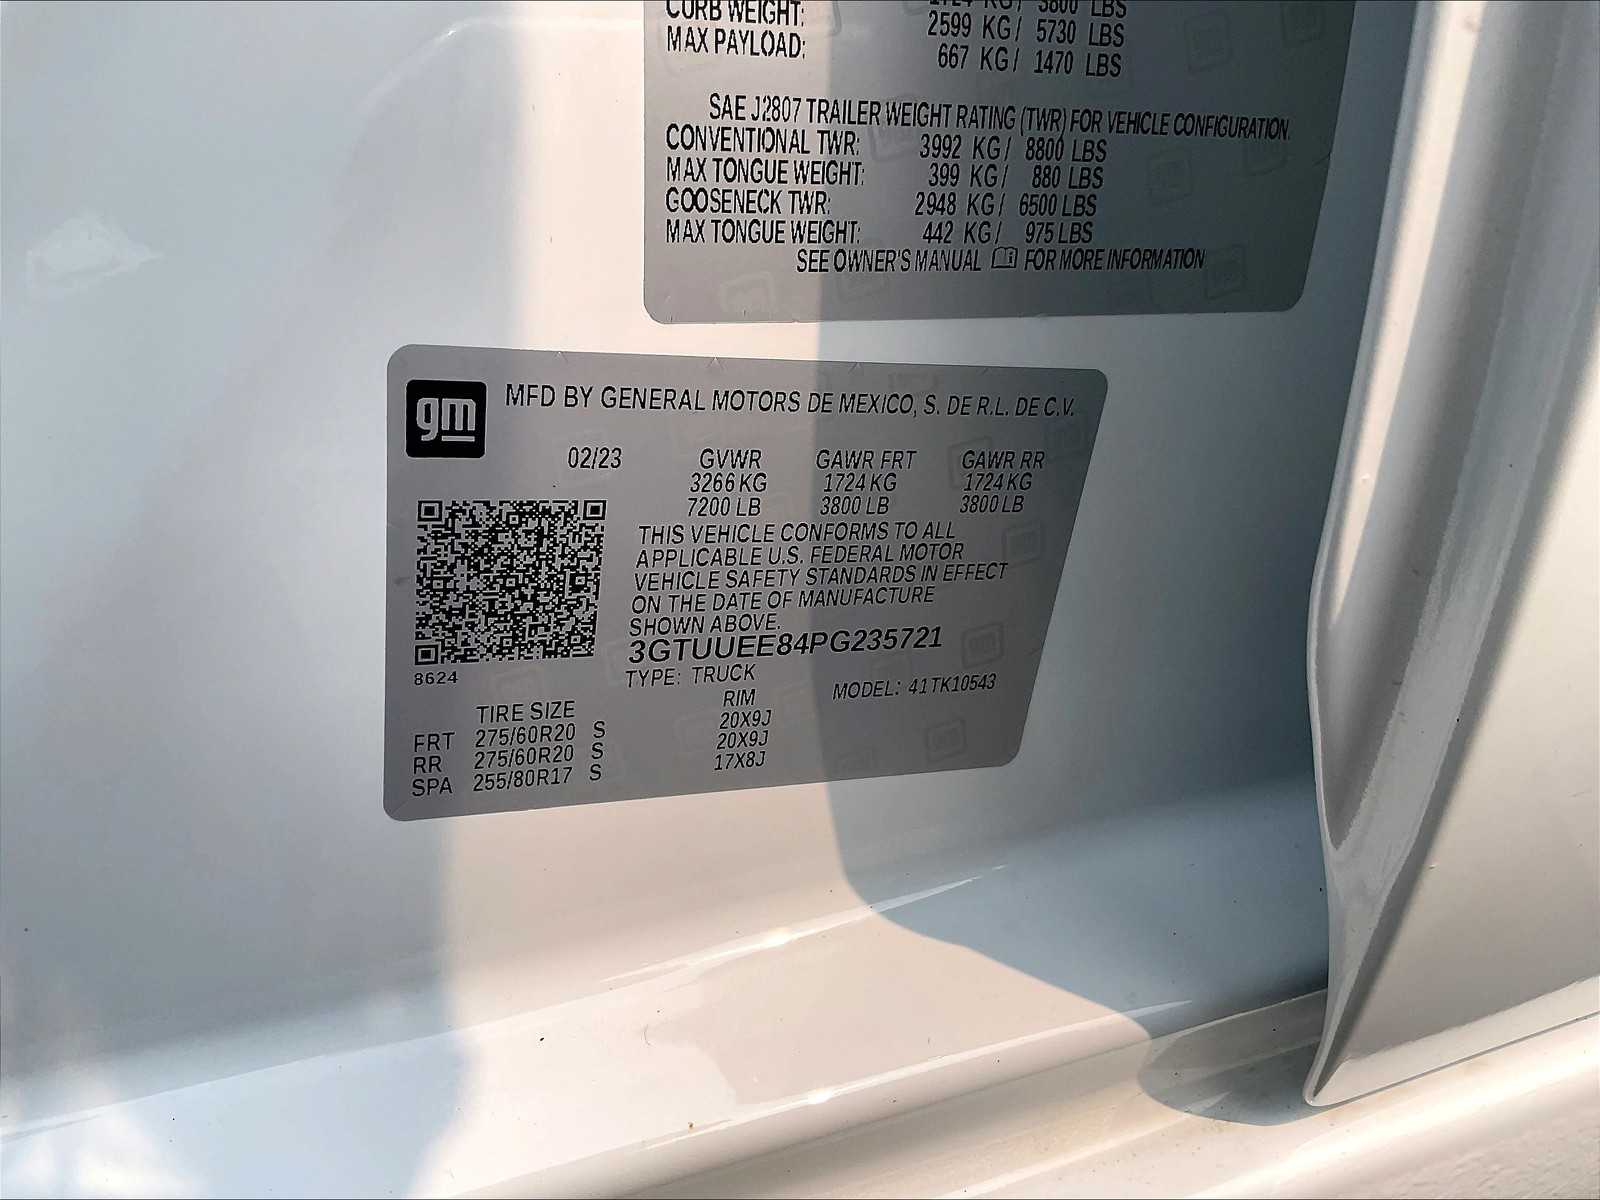 CURB WEIGHT: 2599 KG/ 5730 LBS
MAX PAYLOAD: 667 KG/ 1470 LBS
SAE J2807 TRAILER WEIGHT RATING (TWR) FOR VEHICLE CONFIGURATION.
CONVENTIONAL TWR: 3992 KG/ 8800 LBS
MAX TONGUE WEIGHT: 399 KG/ 880 LBS
GOOSENECK TWR: 2948 KG/ 6500 LBS
MAX TONGUE WEIGHT: 442 KG/ 975 LBS
SEE OWNER'S MANUAL FOR MORE INFORMATION
gm
MFD BY GENERAL MOTORS DE MEXICO, S. DE R.L. DE C.V.
02/23 GVWR GAWR FRT GAWR RR
3266 KG 1724 KG 1724 KG
7200 LB 3800 LB 3800 LB
THIS VEHICLE CONFORMS TO ALL
APPLICABLE U.S. FEDERAL MOTOR
VEHICLE SAFETY STANDARDS IN EFFECT
ON THE DATE OF MANUFACTURE
SHOWN ABOVE.
3GTUUEE84PG235721
8624
TYPE: TRUCK MODEL: 41TK10543
TIRE SIZE RIM
FRT 275/60R20 S 20X9J
RR 275/60R20 S 20X9J
SPA 255/80R17 S 17X8J